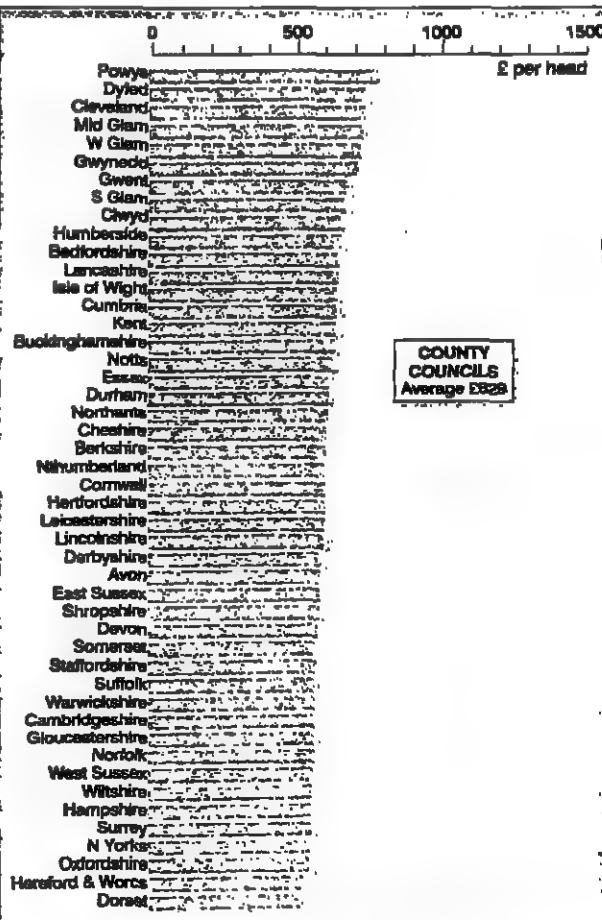 0 500 1000 1500
£ per head
Powys
Dyfed
Cleveland
Mid Glam
W Glam
Gwynedd
Gwent
S Glam
Clwyd
Humberside
Bedfordshire
Lancashire
Isle of Wight
Cumbria
Kent
Buckinghamshire
Notts
Essex
Durham
Northants
Cheshire
Berkshire
Nthumberland
Cornwall
Hertfordshire
Leicestershire
Lincolnshire
Derbyshire
Avon
East Sussex
Shropshire
Devon
Somerset
Staffordshire
Suffolk
Warwickshire
Cambridgeshire
Gloucestershire
Norfolk
West Sussex
Wiltshire
Hampshire
Surrey
N Yorks
Oxfordshire
Hereford & Worcs
Dorset
COUNTY
COUNCILS
Average